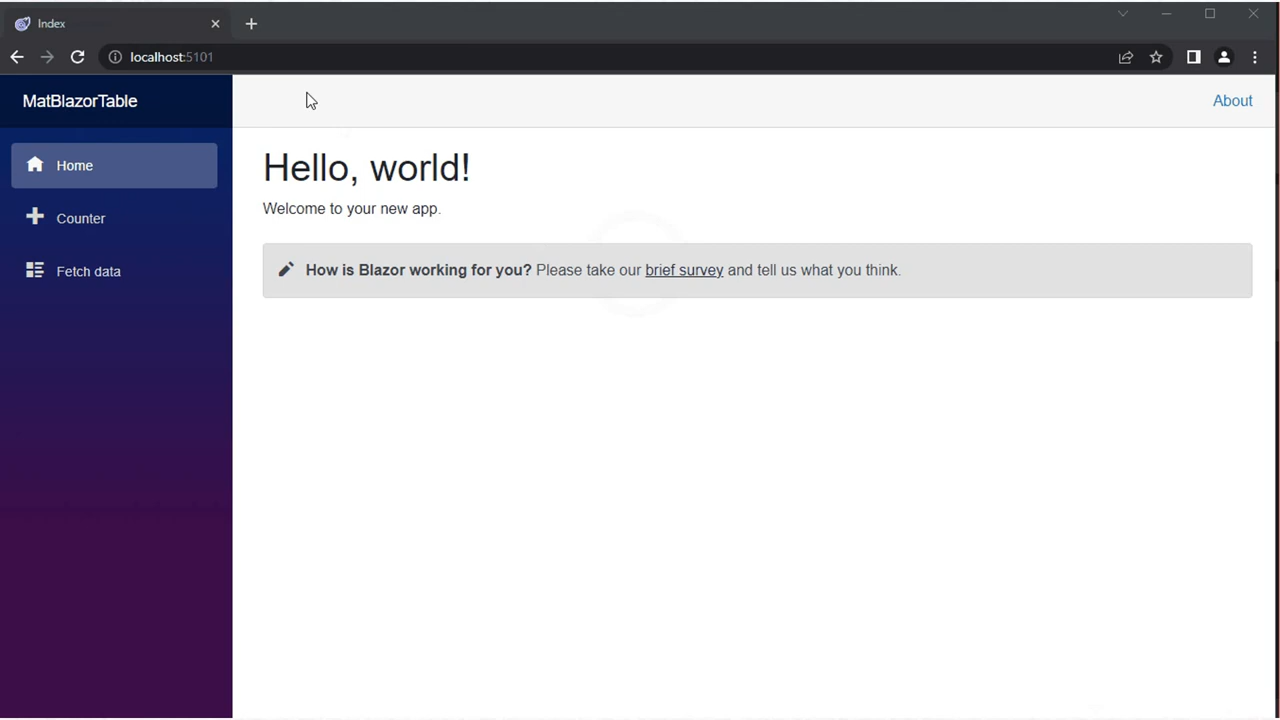 Index
localhost:5101
MatBlazorTable
About
Home
Counter
Fetch data
Hello, world!
Welcome to your new app.
How is Blazor working for you? Please take our brief survey and tell us what you think.